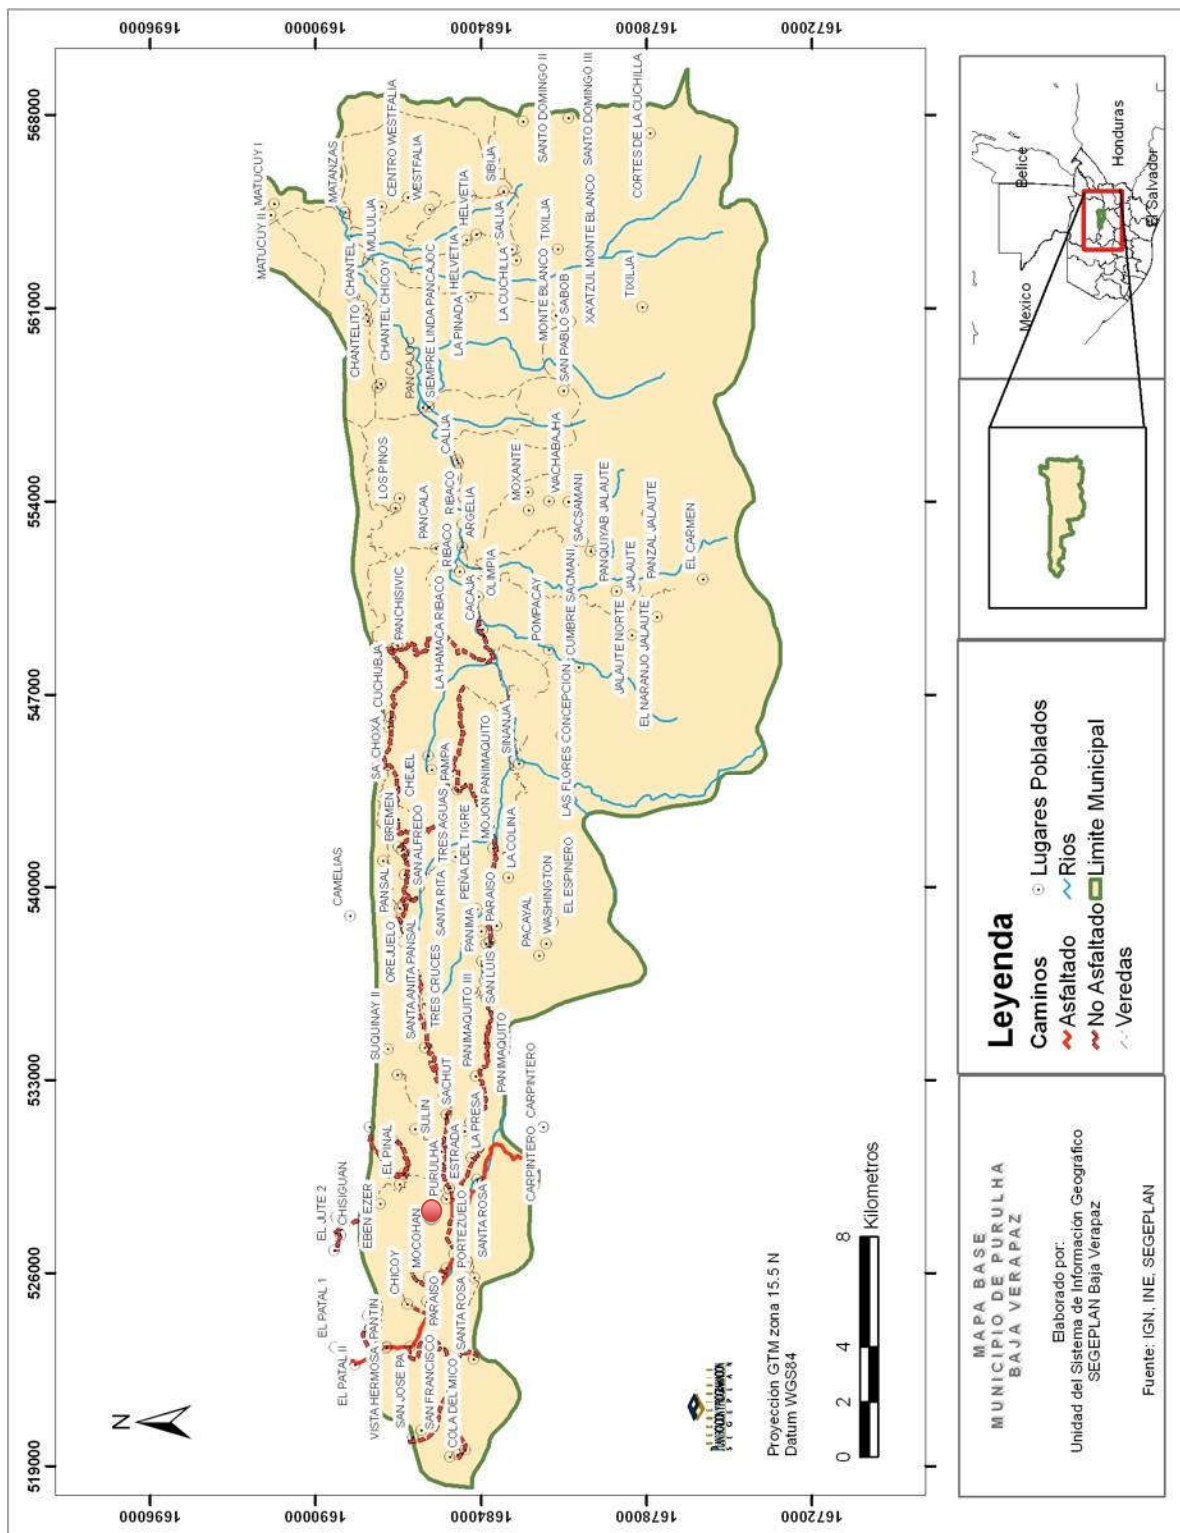 519000
526000
533000
540000
547000
554000
561000
568000
1696000
1690000
1684000
1678000
1672000
N
MATUCUY II
MATUCUY I
MATANZAS
CHANTELITO
CHANTEL
MULULJA
CENTRO WESTFALIA
CHANTEL CHICOY
WESTFALIA
PANCAJOC
SIEMPRE LINDA PANCAJOC
HELVETIA
SIBIJA
LA PINADA
HELVETIA
LA CUCHILLA
SALIJA
SANTO DOMINGO II
MONTE BLANCO
TIXILJA
SAN PABLO SABOB
XA'ATZUL MONTE BLANCO
SANTO DOMINGO III
TIXILJA
CORTES DE LA CUCHILLA
LOS PINOS
CALIJA
PANCALA
RIBACO
RIBACO
ARGELIA
MOXANTE
WACHABAJHA
PANCHISIVIC
LA HAMACA RIBACO
CACAJA
OLIMPIA
POMPACAY
CUMBRE SACMANI
SACSAMANI
PANQUIYAB JALAUTE
JALAUTE
PANZAL JALAUTE
EL CARMEN
JALAUTE NORTE
EL NARANJO JALAUTE
CUCHUBJA
SA CHOXÁ
CHEJEL
PAMPA
SINANJA
LAS FLORES CONCEPCION
CAMELIAS
BREMEN
PANSAL
SAN ALFREDO
TRES AGUAS
OREJUELO
SANTA ANITA PANSAL
SANTA RITA
PEÑA DEL TIGRE
MOJON PANIMAQUITO
LA COLINA
TRES CRUCES
PANIMA
PARAISO
SAN LUIS
PACAYAL
WASHINGTON
EL ESPINERO
SUQUINAY II
PANIMAQUITO III
PANIMAQUITO
EL PINAL
SULIN
SACHUT
LA PRESA
CARPINTERO
CARPINTERO
EL JUTE 2
CHISIGUAN
EBEN EZER
PURULHA
ESTRADA
MOCOHAN
PORTEZUELO
SANTA ROSA
CHICOY
PARAISO
SANTA ROSA
EL PATAL 1
EL PATAL II
PANTIN
VISTA HERMOSA
SAN JOSE PA
SAN FRANCISCO
COLA DEL MICO
SEGEPLAN
Proyección GTM zona 15.5 N
Datum WGS84
0 2 4 8
Kilometros
MAPA BASE
MUNICIPIO DE PURULHA
BAJA VERAPAZ
Elaborado por:
Unidad del Sistema de Información Geográfico
SEGEPLAN Baja Verapaz
Fuente: IGN, INE, SEGEPLAN
Leyenda
Caminos
Asfaltado
No Asfaltado
Veredas
Lugares Poblados
Rios
Limite Municipal
Mexico
Belice
Honduras
El Salvador